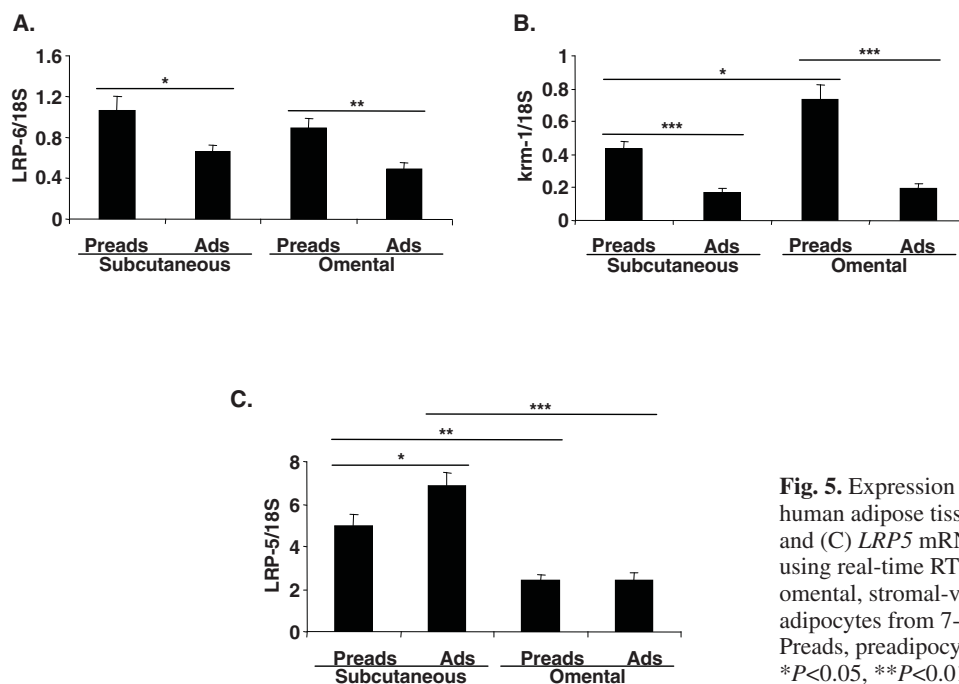 A.
1.6
1.2
0.8
0.4
0
LRP-6/18S
*
**
Preads Ads Preads Ads
Subcutaneous Omental
B.
1
0.8
0.6
0.4
0.2
0
krm-1/18S
***
*
***
Preads Ads Preads Ads
Subcutaneous Omental
C.
8
6
4
2
0
LRP-5/18S
***
**
*
Preads Ads Preads Ads
Subcutaneous Omental
Fig. 5. Expression
human adipose tiss
and (C) LRP5 mRN
using real-time RT
omental, stromal-v
adipocytes from 7-
Preads, preadipocy
*P<0.05, **P<0.0